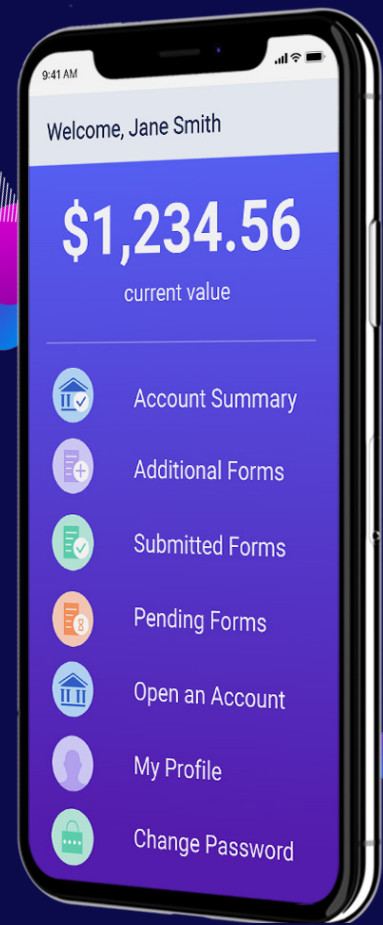 9:41 AM
Welcome, Jane Smith
$1,234.56
current value
Account Summary
Additional Forms
Submitted Forms
Pending Forms
Open an Account
My Profile
Change Password